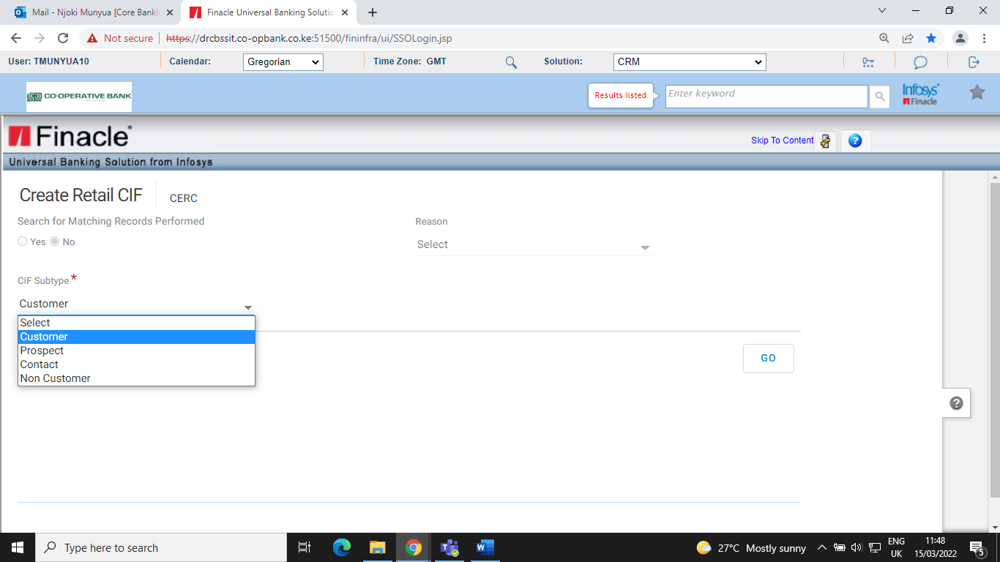 Mail - Njoki Munyua [Core Banki
Finacle Universal Banking Solutio
Not secure
https://drcbssit.co-opbank.co.ke:51500/fininfra/ui/SSOLogin.jsp
User: TMUNYUA10
Calendar:
Gregorian
Time Zone: GMT
Solution:
CRM
CO-OPERATIVE BANK
Results listed
Enter keyword
Infosys
Finacle
Finacle
Skip To Content
Universal Banking Solution from Infosys
Create Retail CIF
CERC
Search for Matching Records Performed
Reason
Yes No
Select
CIF Subtype*
Customer
Select
Customer
Prospect
Contact
Non Customer
GO
Type here to search
27°C Mostly sunny
ENG
UK
11:48
15/03/2022
5